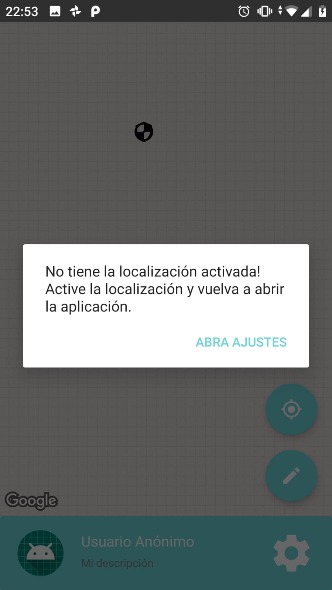 22:53
No tiene la localización activada!
Active la localización y vuelva a abrir
la aplicación.
ABRA AJUSTES
Google
Usuario Anónimo
Mi descripción